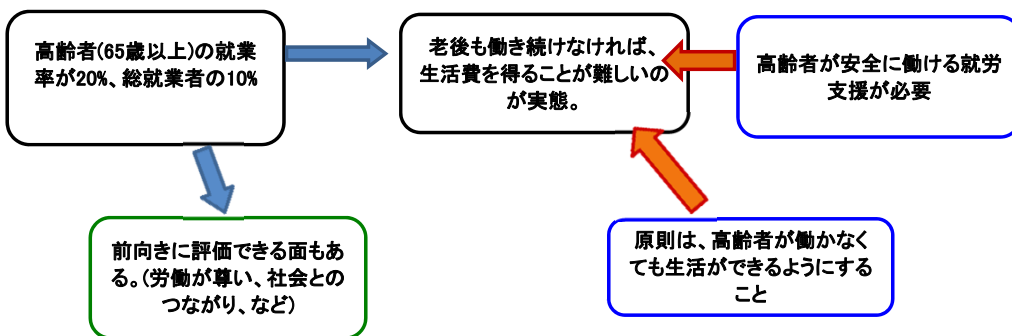 高齢者(65歳以上)の就業
率が20%、総就業者の10%
老後も働き続けなければ、
生活費を得ることが難しいの
が実態。
高齢者が安全に働ける就労
支援が必要
前向きに評価できる面もあ
る。(労働が尊い、社会との
つながり、など)
原則は、高齢者が働かなく
ても生活ができるようにする
こと